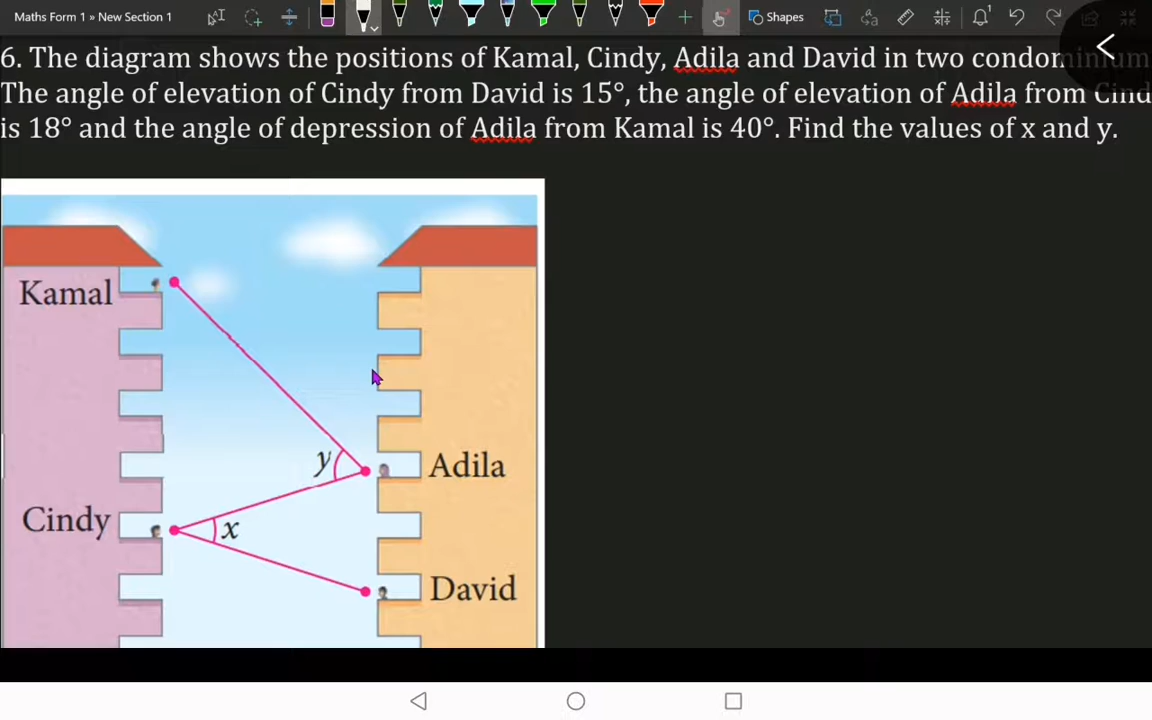 Maths Form 1 » New Section 1
Shapes
6. The diagram shows the positions of Kamal, Cindy, Adila and David in two condominium
The angle of elevation of Cindy from David is 15°, the angle of elevation of Adila from Cind
is 18° and the angle of depression of Adila from Kamal is 40°. Find the values of x and y.
Kamal
y
Adila
Cindy
x
David